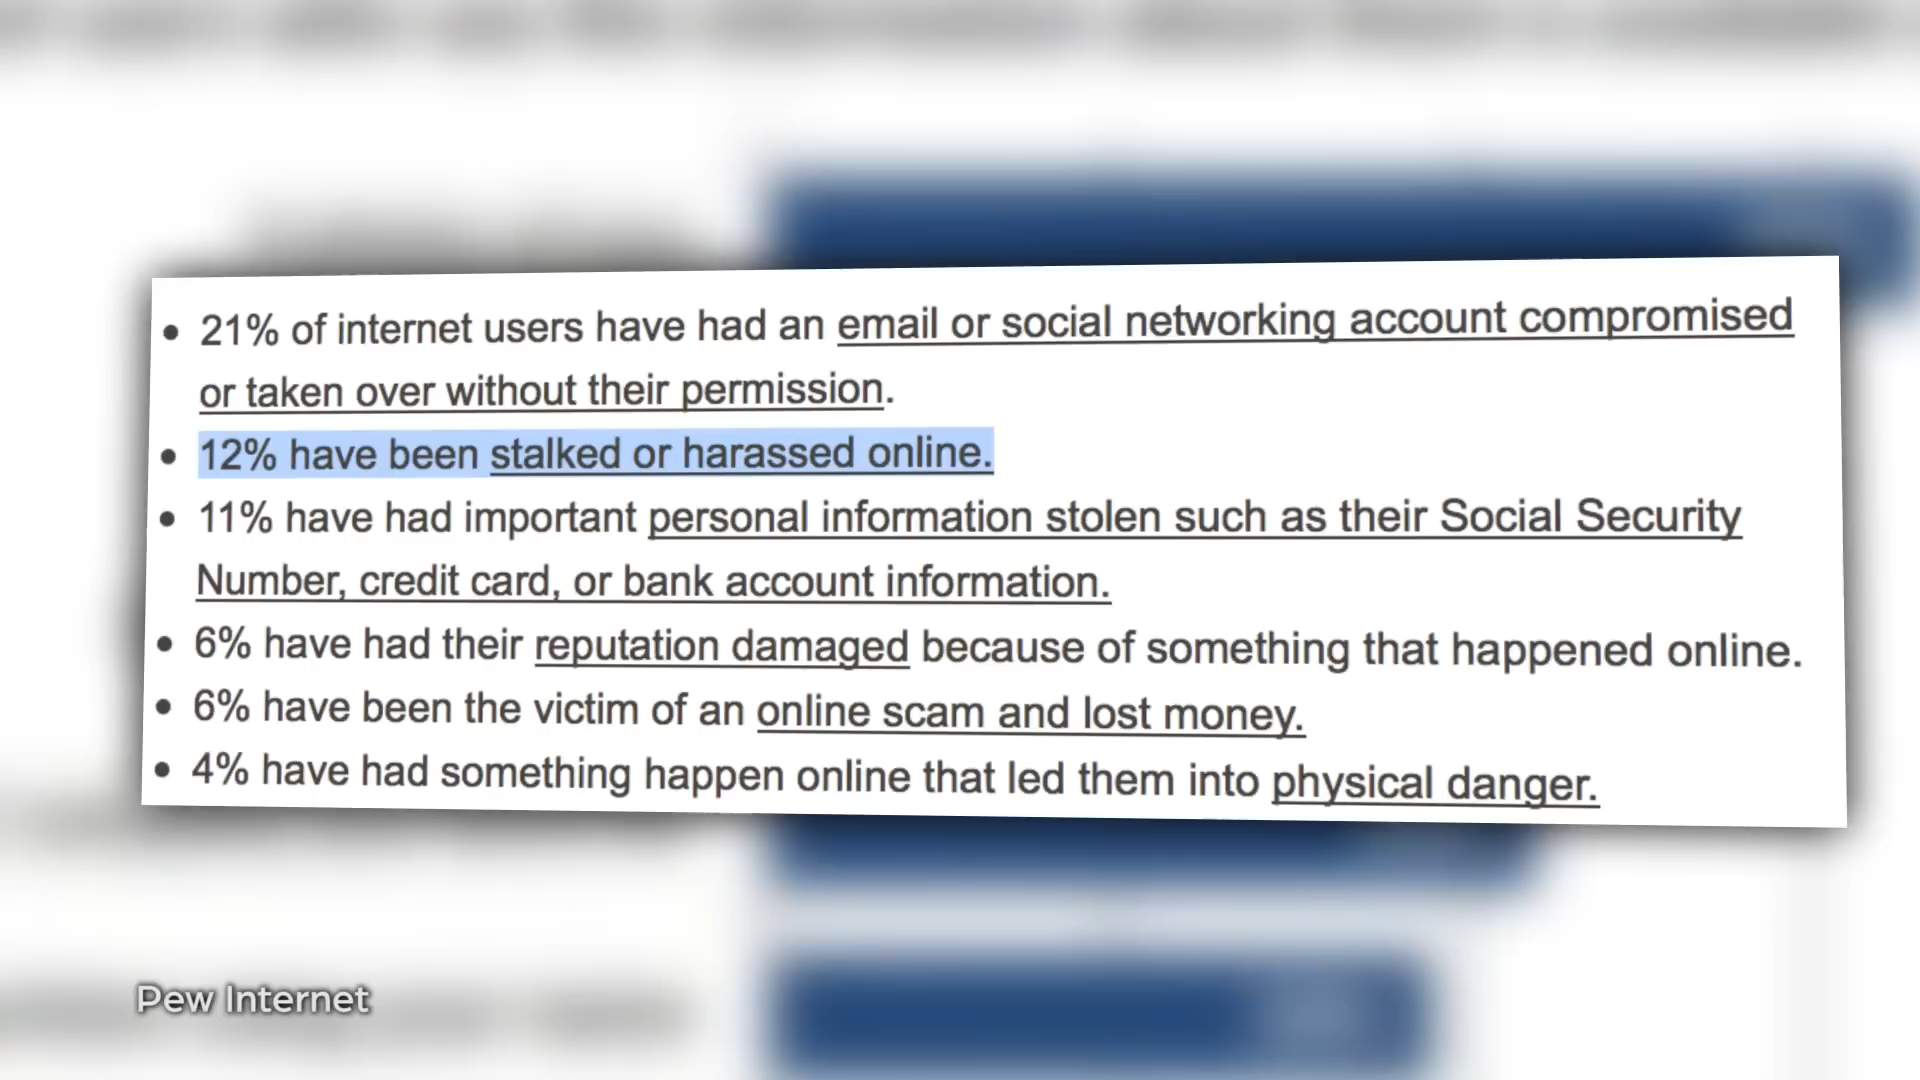 • 21% of internet users have had an email or social networking account compromised
or taken over without their permission.
• 12% have been stalked or harassed online.
• 11% have had important personal information stolen such as their Social Security
Number, credit card, or bank account information.
• 6% have had their reputation damaged because of something that happened online.
• 6% have been the victim of an online scam and lost money.
• 4% have had something happen online that led them into physical danger.
Pew Internet